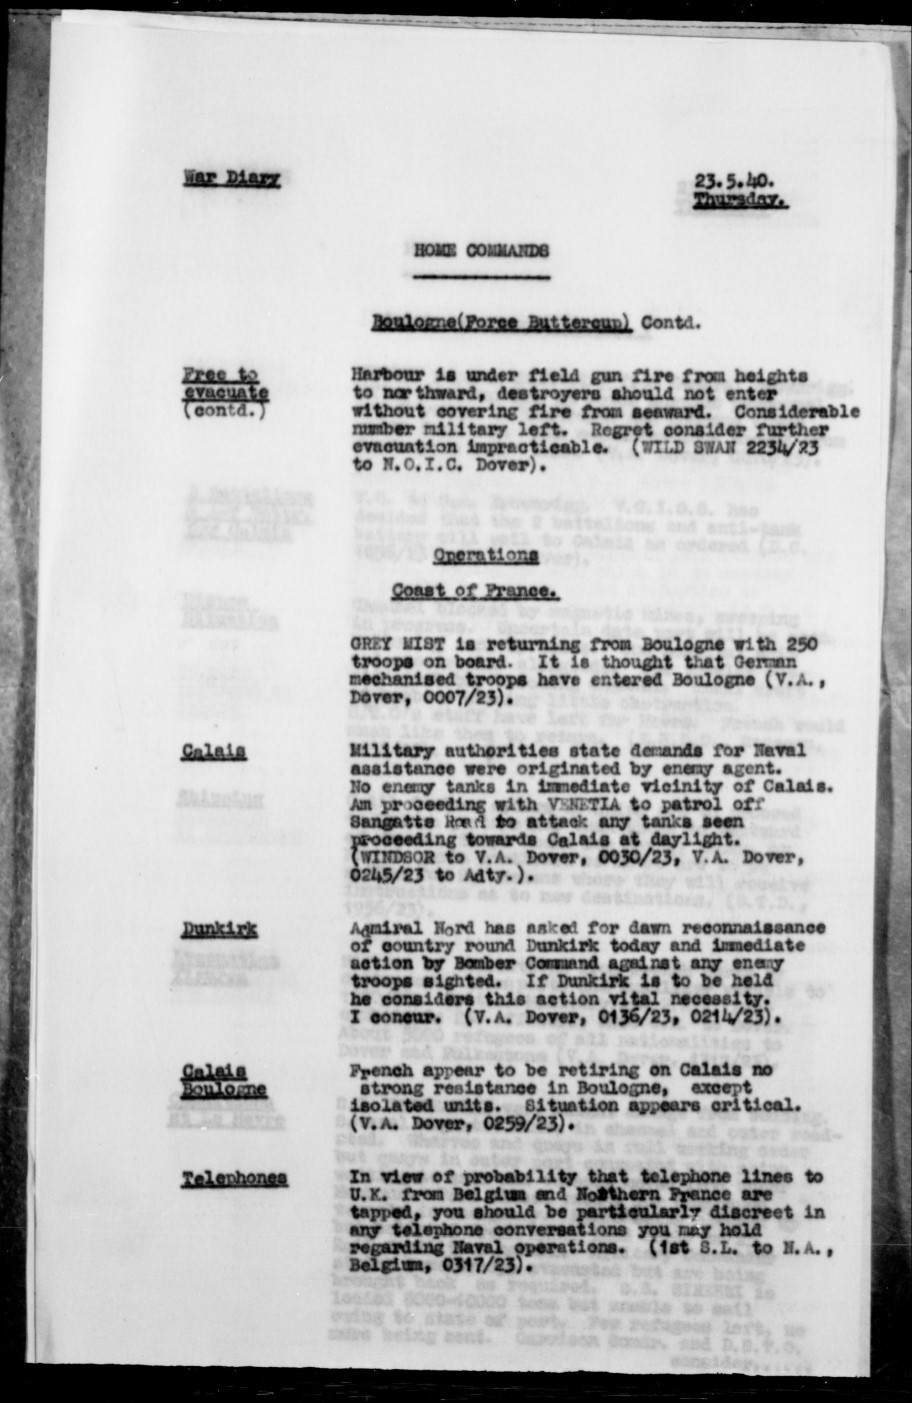 War Diary
23.5.40.
Thursday.
HOME COMMANDS
Boulogne(Force Buttercup) Contd.
Free to
evacuate
(contd.)
Harbour is under field gun fire from heights
to northward, destroyers should not enter
without covering fire from seaward. Considerable
number military left. Regret consider further
evacuation impracticable. (WILD SWAN 2234/23
to N.O.I.C. Dover).
Operations
Coast of France.
GREY MIST is returning from Boulogne with 250
troops on board. It is thought that German
mechanised troops have entered Boulogne (V.A.,
Dover, 0007/23).
Calais
Military authorities state demands for Naval
assistance were originated by enemy agent.
No enemy tanks in immediate vicinity of Calais.
Am proceeding with VENETIA to patrol off
Sangatte Road to attack any tanks seen
proceeding towards Calais at daylight.
(WINDSOR to V.A. Dover, 0030/23, V.A. Dover,
0245/23 to Adty.).
Dunkirk
Admiral Nord has asked for dawn reconnaissance
of country round Dunkirk today and immediate
action by Bomber Command against any enemy
troops sighted. If Dunkirk is to be held
he considers this action vital necessity.
I concur. (V.A. Dover, 0136/23, 0214/23).
Calais
Boulogne
French appear to be retiring on Calais no
strong resistance in Boulogne, except
isolated units. Situation appears critical.
(V.A. Dover, 0259/23).
Telephones
In view of probability that telephone lines to
U.K. from Belgium and Northern France are
tapped, you should be particularly discreet in
any telephone conversations you may hold
regarding Naval operations. (1st S.L. to N.A.,
Belgium, 0317/23).